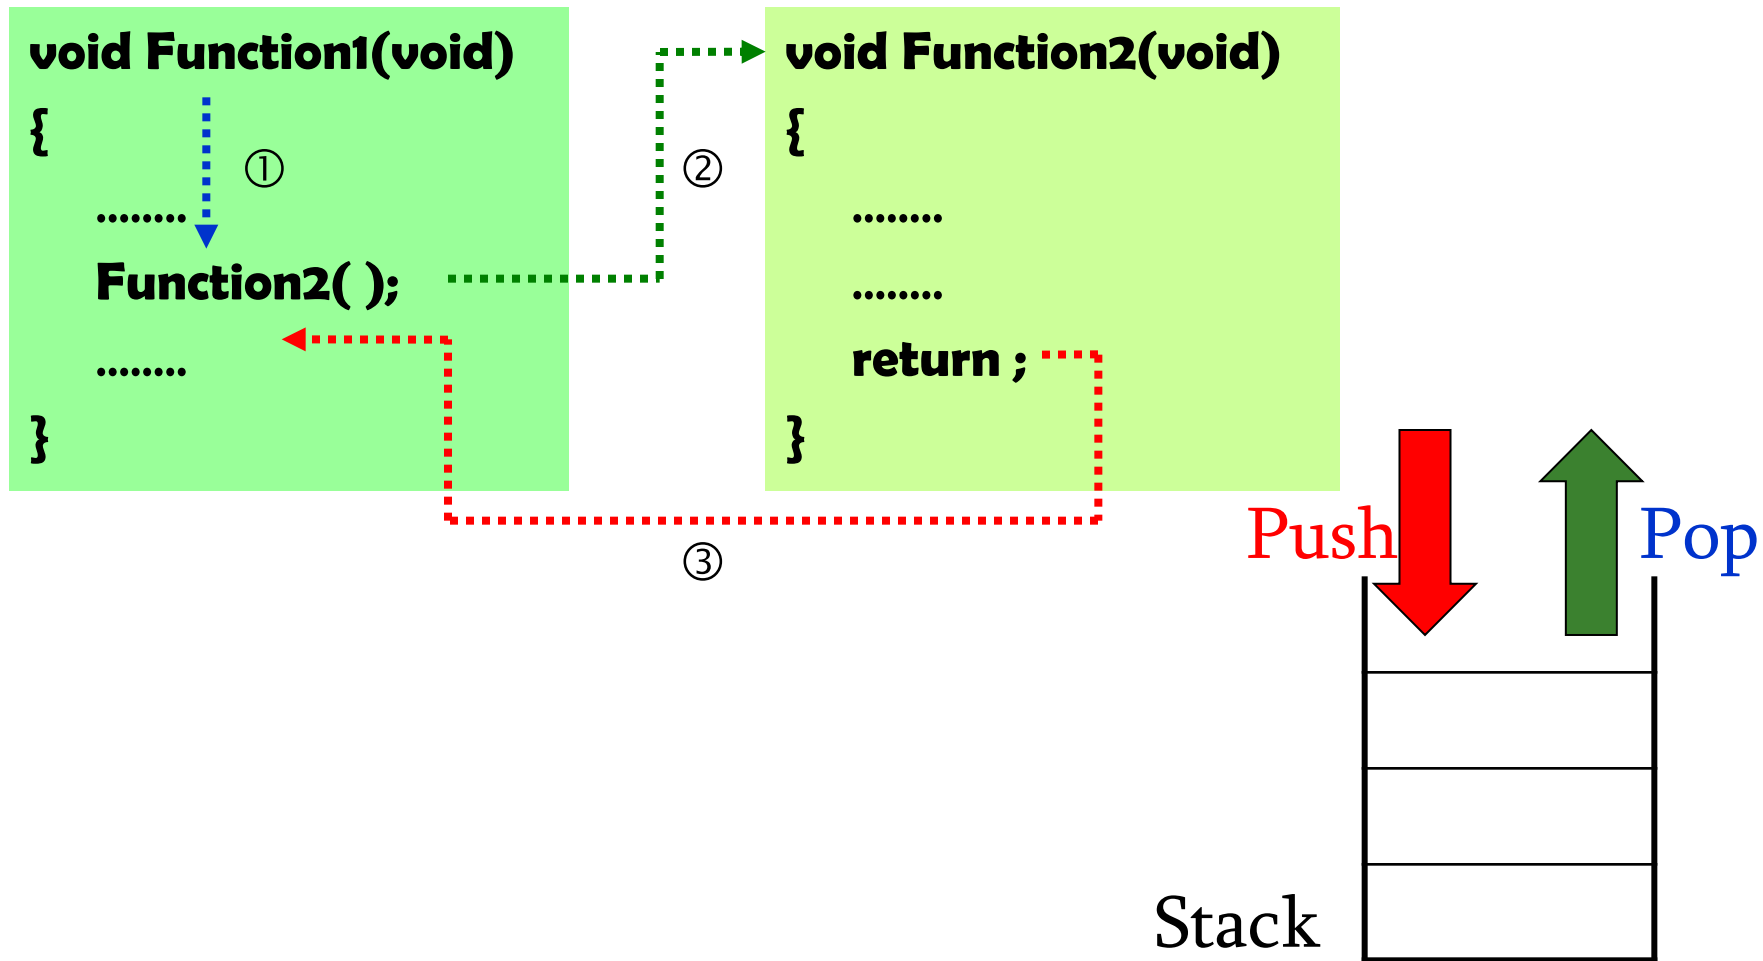 void Function1(void)
{
........
Function2( );
........
}
①
②
void Function2(void)
{
........
........
return ;
}
③
Push
Pop
Stack